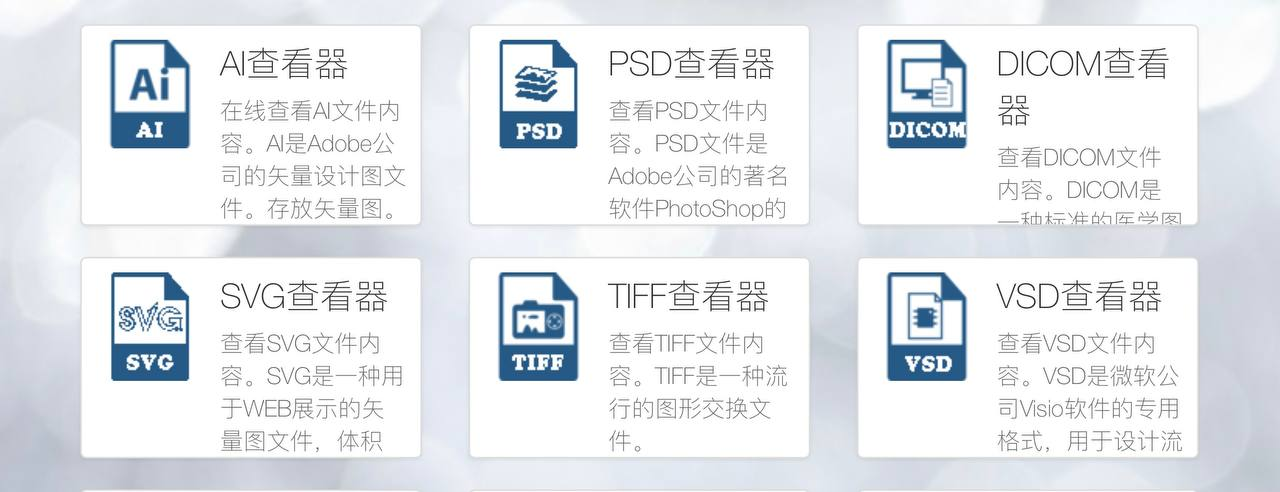 AI查看器
Ai
AI
在线查看AI文件内
容。AI是Adobe公
司的矢量设计图文
件。存放矢量图。
PSD查看器
PSD
查看PSD文件内
容。PSD文件是
Adobe公司的著名
软件PhotoShop的
DICOM查看
器
DICOM
查看DICOM文件
内容。DICOM是
一种标准的医学图
SVG查看器
SVG
SVG
查看SVG文件内
容。SVG是一种用
于WEB展示的矢
量图文件，体积
TIFF查看器
TIFF
查看TIFF文件内
容。TIFF是一种流
行的图形交换文
件。
VSD查看器
VSD
查看VSD文件内
容。VSD是微软公
司Visio软件的专用
格式，用于设计流